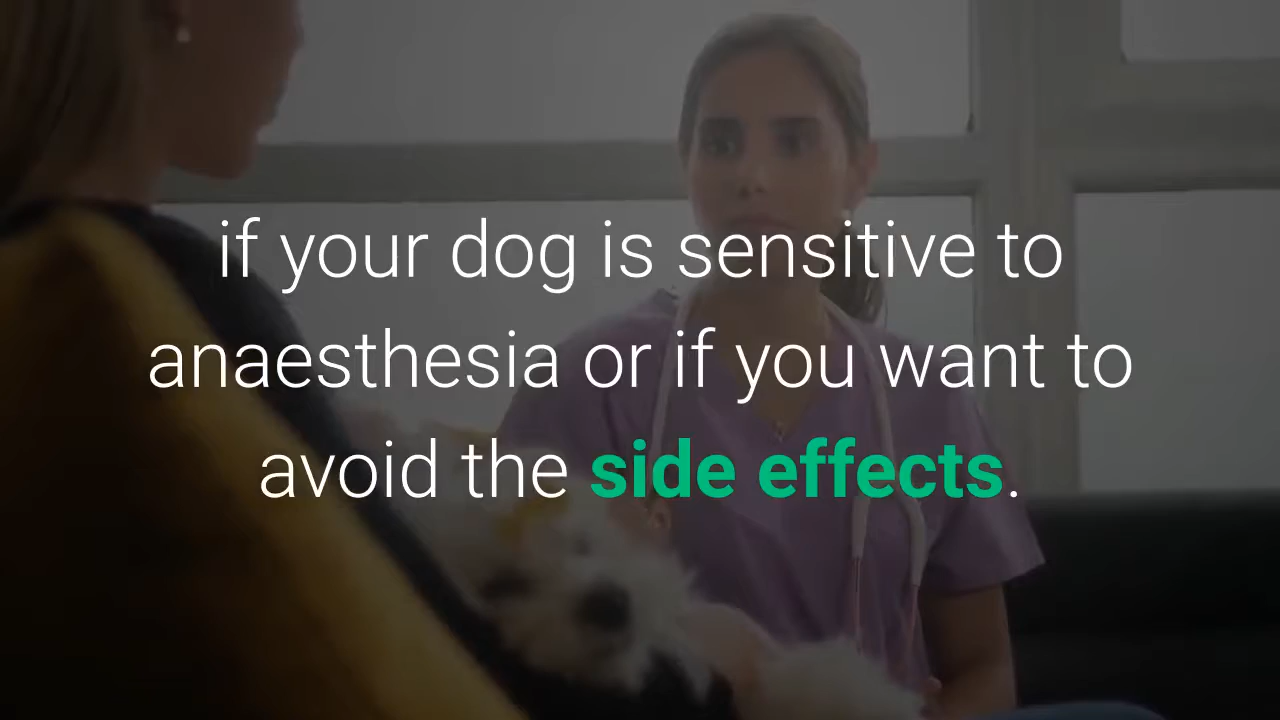 if your dog is sensitive to
anaesthesia or if you want to
avoid the side effects.